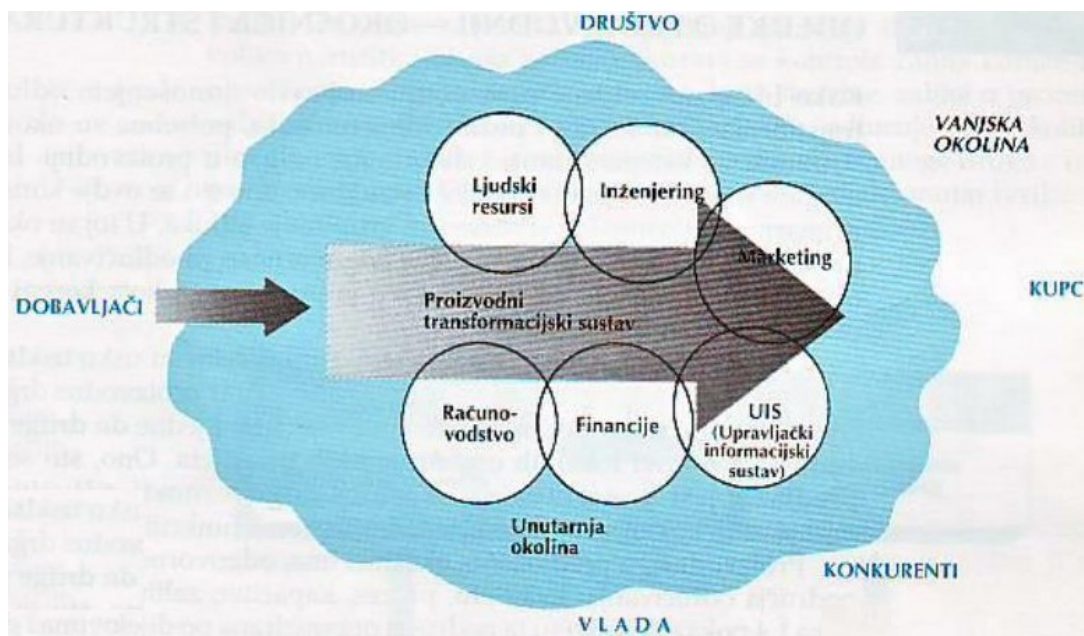 DRUŠTVO
VANJSKA
OKOLINA
Ljudski
resursi
Inženjering
Marketing
DOBAVLJAČI
KUPC
Proizvodni
transformacijski sustav
Računo-
vodstvo
Financije
UIS
(Upravljački
informacijski
sustav)
Unutarnja
okolina
KONKURENTI
VLADA